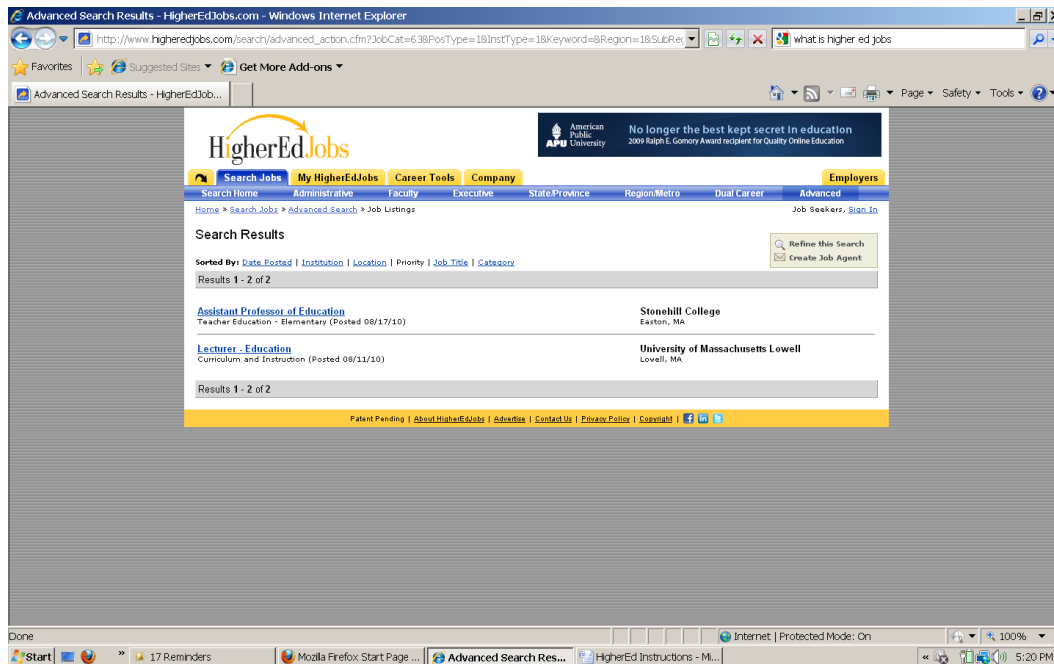 Advanced Search Results - HigherEdJobs.com - Windows Internet Explorer
http://www.higheredjobs.com/search/advanced_action.cfm?JobCat=63&PosType=1&InstType=1&Keyword=&Region=1&SubReg
what is higher ed jobs
Favorites Suggested Sites Get More Add-ons
Advanced Search Results - HigherEdJob...
Page Safety Tools
HigherEdJobs
American Public University
APU
No longer the best kept secret in education
2009 Ralph E. Gomory Award recipient for Quality Online Education
Search Jobs My HigherEdJobs Career Tools Company Employers
Search Home Administrative Faculty Executive State/Province Region/Metro Dual Career Advanced
Home » Search Jobs » Advanced Search » Job Listings Job Seekers, Sign In
Search Results
Refine this Search
Create Job Agent
Sorted By: Date Posted | Institution | Location | Priority | Job Title | Category
Results 1 - 2 of 2
Assistant Professor of Education Stonehill College
Teacher Education - Elementary (Posted 08/17/10) Easton, MA
Lecturer - Education University of Massachusetts Lowell
Curriculum and Instruction (Posted 08/11/10) Lowell, MA
Results 1 - 2 of 2
Patent Pending | About HigherEdJobs | Advertise | Contact Us | Privacy Policy | Copyright |
Done Internet | Protected Mode: On 100%
Start » 17 Reminders Mozilla Firefox Start Page ... Advanced Search Res... HigherEd Instructions - Mi... « 5:20 PM